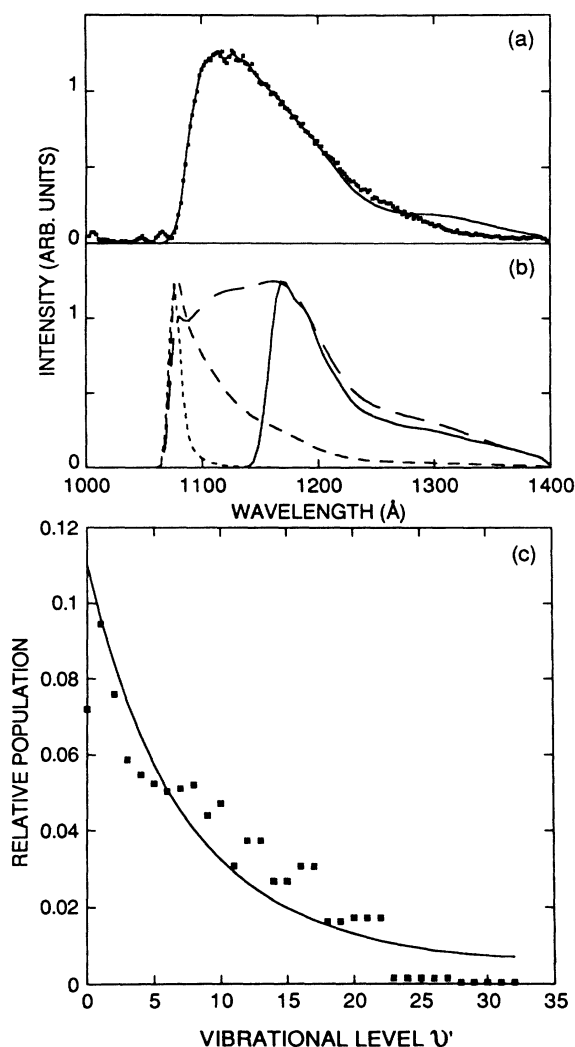 (a)
1
0
INTENSITY (ARB. UNITS)
(b)
1
0
1000 1100 1200 1300 1400
WAVELENGTH (Å)
(c)
0.12
0.1
0.08
0.06
0.04
0.02
0
RELATIVE POPULATION
0 5 10 15 20 25 30 35
VIBRATIONAL LEVEL 'υ'